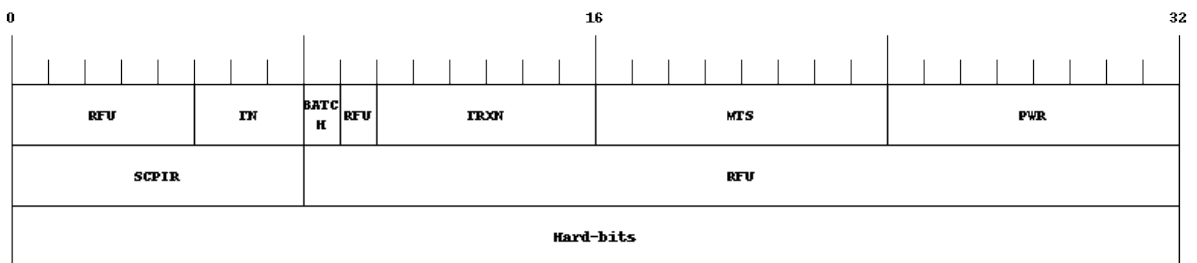 0 16 32
RFU TN BATC RFU TRXN MTS PWR
H
SCPIR RFU
Hard-bits